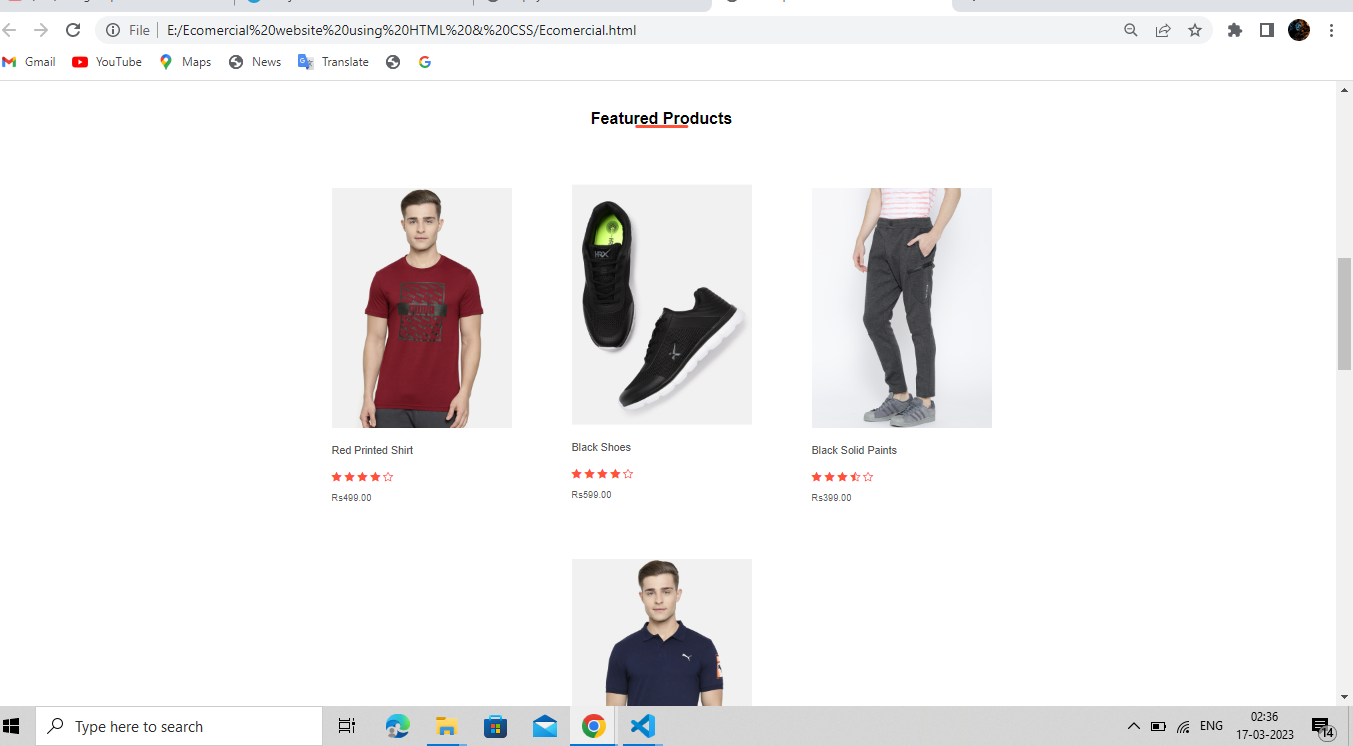 File E:/Ecomercial%20website%20using%20HTML%20&%20CSS/Ecomercial.html
Gmail YouTube Maps News Translate
Featured Products
HRX
Red Printed Shirt
Black Shoes
Black Solid Paints
Rs499.00
Rs599.00
Rs399.00
Type here to search
ENG
02:36
17-03-2023
14